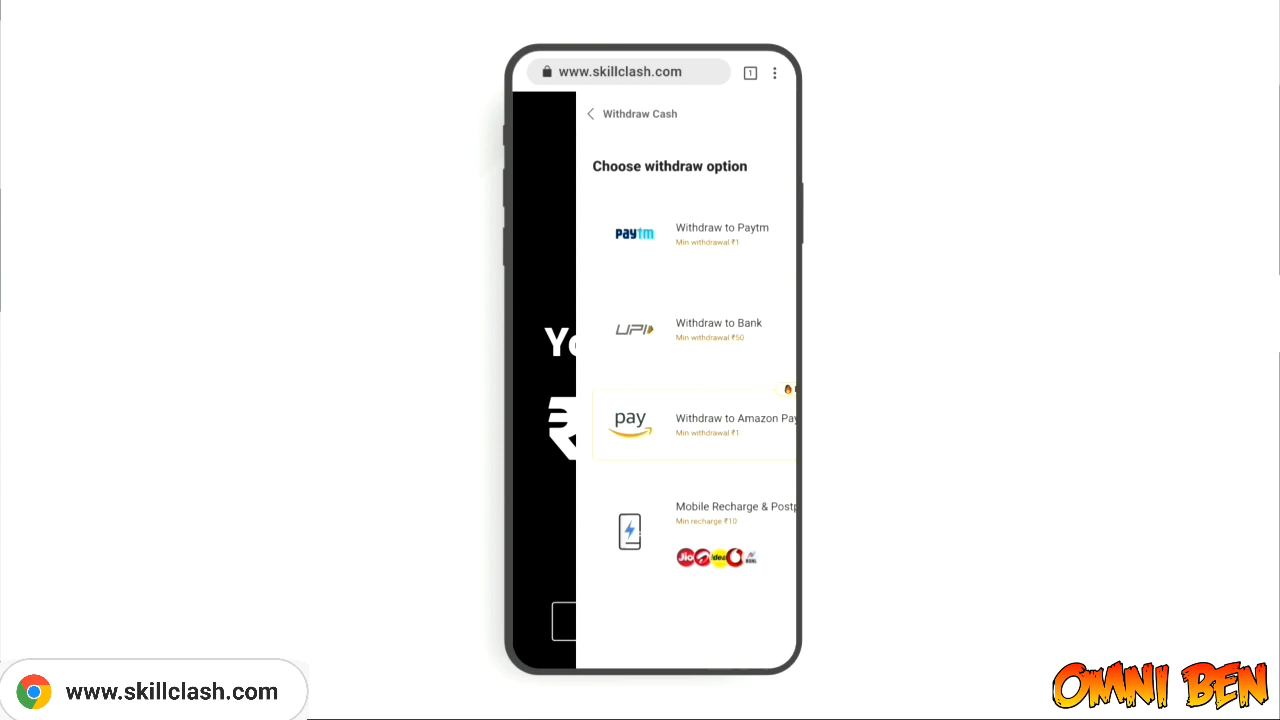 www.skillclash.com
1
Withdraw Cash
Choose withdraw option
paytm
Withdraw to Paytm
Min withdrawal ₹1
UPI
Withdraw to Bank
Min withdrawal ₹50
Yo
₹
pay
Withdraw to Amazon Pay
Min withdrawal ₹1
Mobile Recharge & Postp
Min recharge ₹10
Jio
idea
www.skillclash.com
OMNI BEN